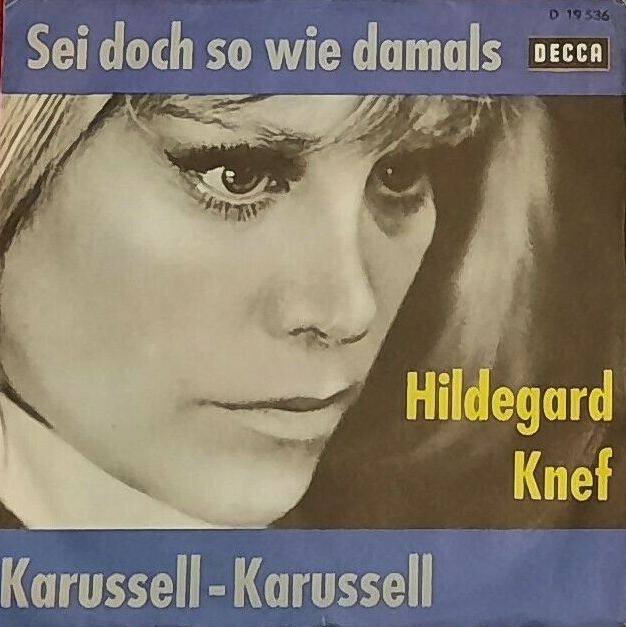 D 19 536
Sei doch so wie damals
DECCA
Hildegard
Knef
Karussell-Karussell